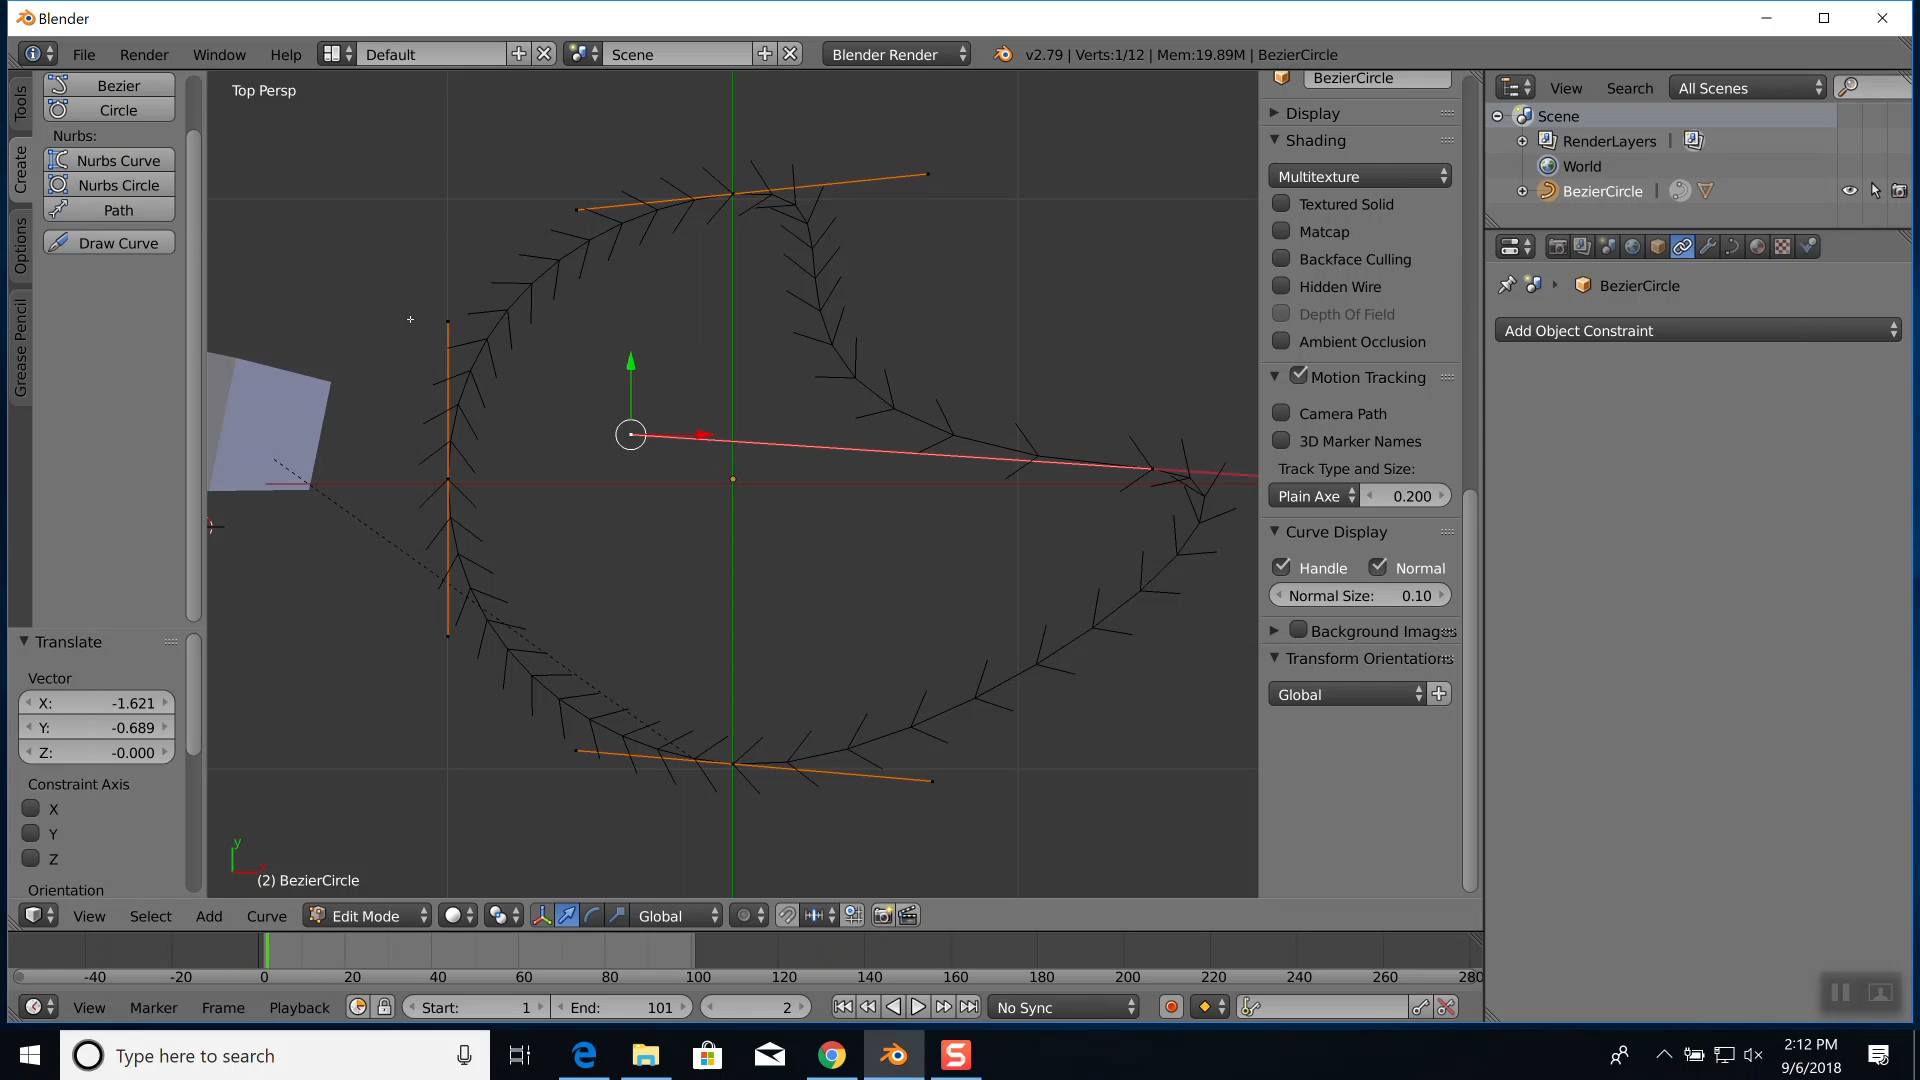 Blender
File Render Window Help Default Scene Blender Render v2.79 | Verts:1/12 | Mem:19.89M | BezierCircle
Tools
Create
Options
Grease Pencil
Bezier
Circle
Nurbs:
Nurbs Curve
Nurbs Circle
Path
Draw Curve
Translate
Vector
X: -1.621
Y: -0.689
Z: -0.000
Constraint Axis
X
Y
Z
Orientation
Top Persp
y
x
(2) BezierCircle
BezierCircle
Display
Shading
Multitexture
Textured Solid
Matcap
Backface Culling
Hidden Wire
Depth Of Field
Ambient Occlusion
Motion Tracking
Camera Path
3D Marker Names
Track Type and Size:
Plain Axe 0.200
Curve Display
Handle Normal
Normal Size: 0.10
Background Images
Transform Orientations
Global
View Search All Scenes
Scene
RenderLayers
World
BezierCircle
BezierCircle
Add Object Constraint
View Select Add Curve Edit Mode Global
-40 -20 0 20 40 60 80 100 120 140 160 180 200 220 240 260 280
View Marker Frame Playback Start: 1 End: 101 2 No Sync
Type here to search
2:12 PM
9/6/2018